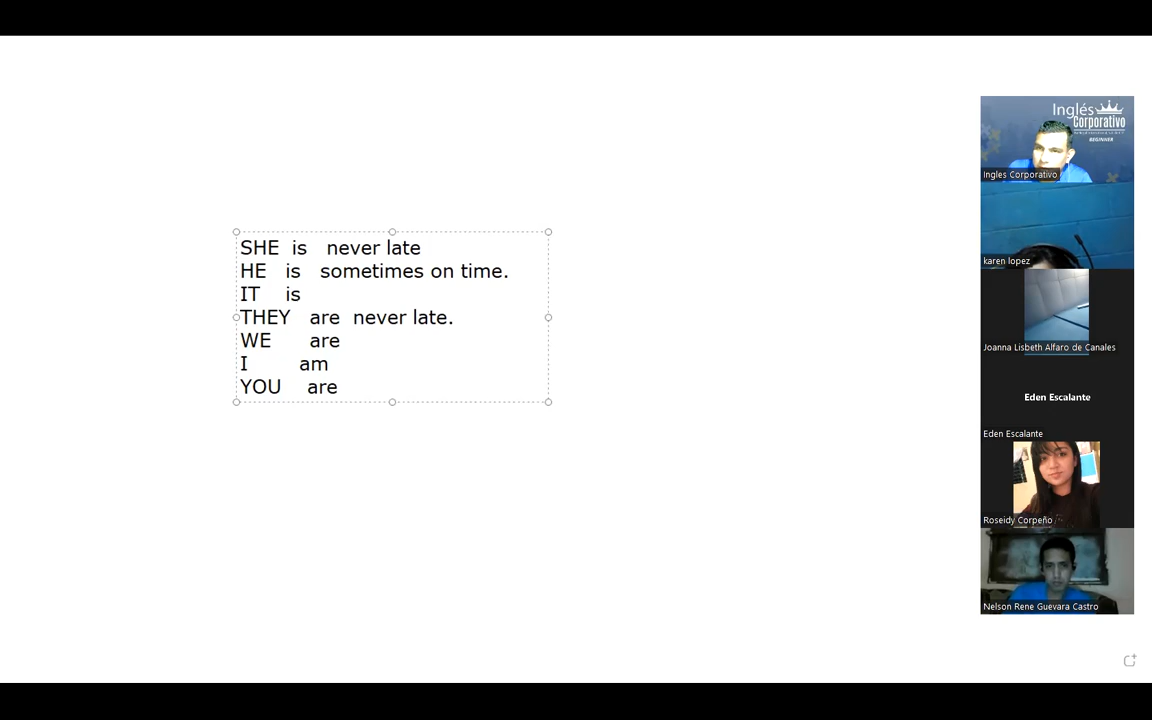 SHE is never late
HE is sometimes on time.
IT is
THEY are never late.
WE are
I am
YOU are
Inglés
Corporativo
BEGINNER
Ingles Corporativo
karen lopez
Joanna Lisbeth Alfaro de Canales
Eden Escalante
Eden Escalante
Roseidy Corpeño
Nelson Rene Guevara Castro